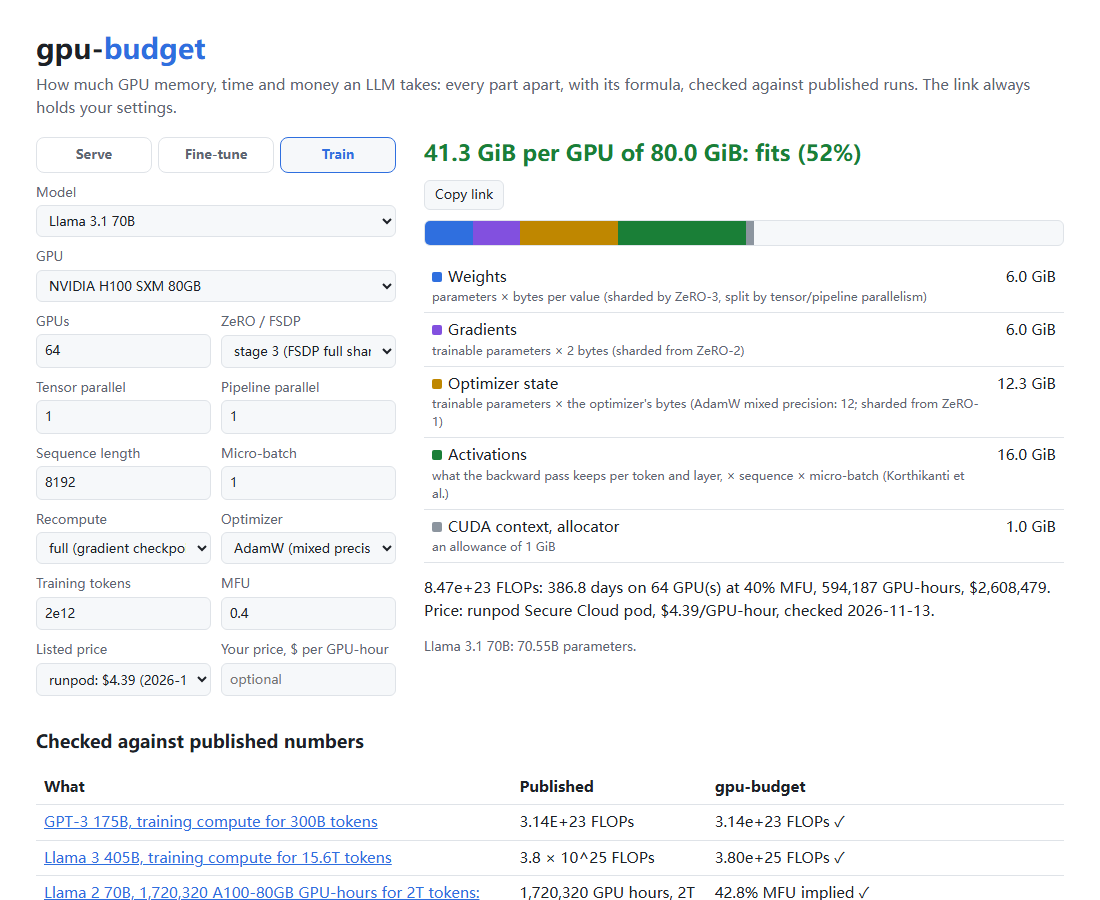 gpu-budget
How much GPU memory, time and money an LLM takes: every part apart, with its formula, checked against published runs. The link always
holds your settings.
Serve
Fine-tune
Train
Model
Llama 3.1 70B
GPU
NVIDIA H100 SXM 80GB
GPUs
ZeRO / FSDP
64
stage 3 (FSDP full shar
Tensor parallel
Pipeline parallel
1
1
Sequence length
Micro-batch
8192
1
Recompute
Optimizer
full (gradient checkpo
AdamW (mixed precis
Training tokens
MFU
2e12
0.4
Listed price
Your price, $ per GPU-hour
runpod: $4.39 (2026-1
optional
41.3 GiB per GPU of 80.0 GiB: fits (52%)
Copy link
Weights
6.0 GiB
parameters × bytes per value (sharded by ZeRO-3, split by tensor/pipeline parallelism)
Gradients
6.0 GiB
trainable parameters × 2 bytes (sharded from ZeRO-2)
Optimizer state
12.3 GiB
trainable parameters × the optimizer's bytes (AdamW mixed precision: 12; sharded from ZeRO-
1)
Activations
16.0 GiB
what the backward pass keeps per token and layer, × sequence × micro-batch (Korthikanti et
al.)
CUDA context, allocator
1.0 GiB
an allowance of 1 GiB
8.47e+23 FLOPs: 386.8 days on 64 GPU(s) at 40% MFU, 594,187 GPU-hours, $2,608,479.
Price: runpod Secure Cloud pod, $4.39/GPU-hour, checked 2026-11-13.
Llama 3.1 70B: 70.55B parameters.
Checked against published numbers
What
Published
gpu-budget
GPT-3 175B, training compute for 300B tokens
3.14E+23 FLOPs
3.14e+23 FLOPs ✓
Llama 3 405B, training compute for 15.6T tokens
3.8 × 10^25 FLOPs
3.80e+25 FLOPs ✓
Llama 2 70B, 1,720,320 A100-80GB GPU-hours for 2T tokens:
1,720,320 GPU hours, 2T
42.8% MFU implied ✓